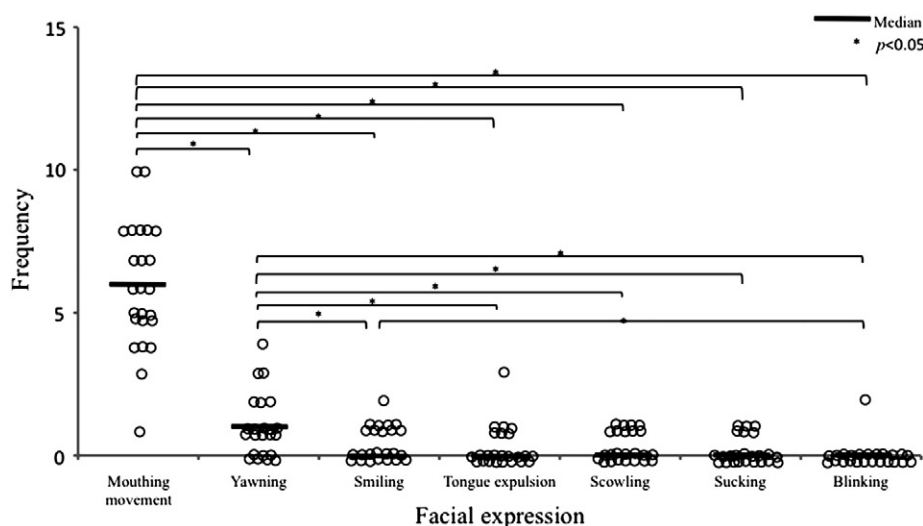 15
Median
* p<0.05
* 
*
*
*
*
*
10
Frequency
*
*
*
*
5
*
*
0
Mouthing
movement
Yawning
Smiling
Tongue expulsion
Scowling
Sucking
Blinking
Facial expression